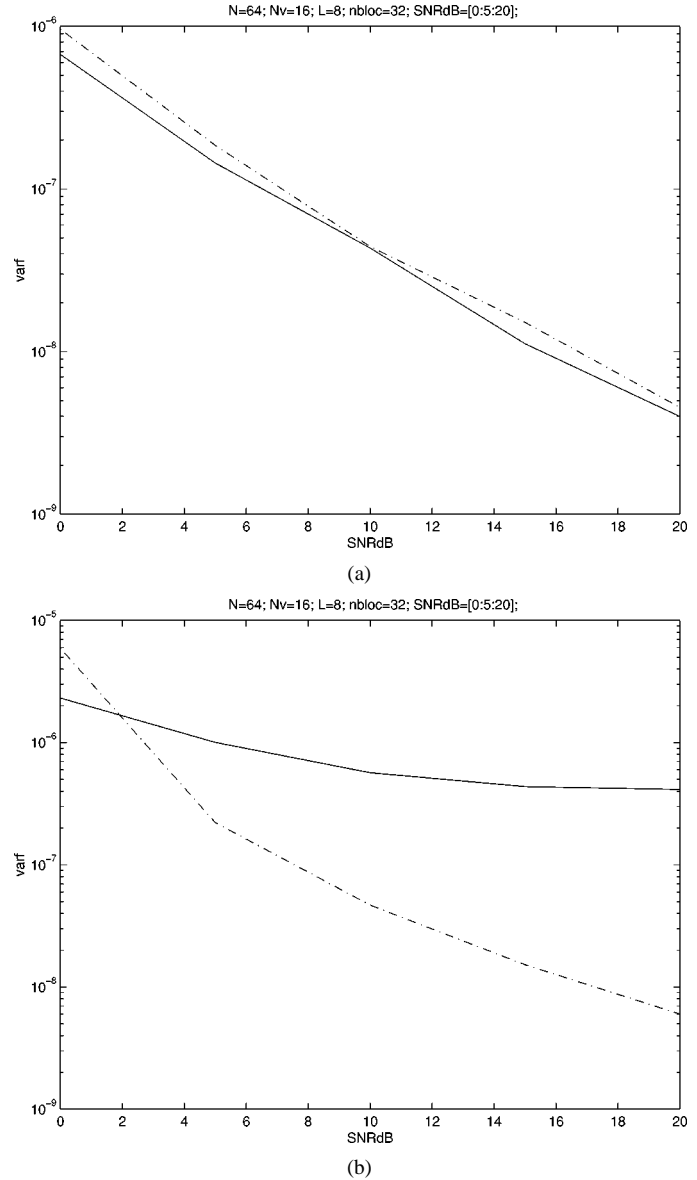 N=64; Nv=16; L=8; nbloc=32; SNRdB=[0:5:20];
10^-6
10^-7
10^-8
10^-9
varf
0 2 4 6 8 10 12 14 16 18 20
SNRdB
(a)
N=64; Nv=16; L=8; nbloc=32; SNRdB=[0:5:20];
10^-5
10^-6
10^-7
10^-8
10^-9
varf
0 2 4 6 8 10 12 14 16 18 20
SNRdB
(b)